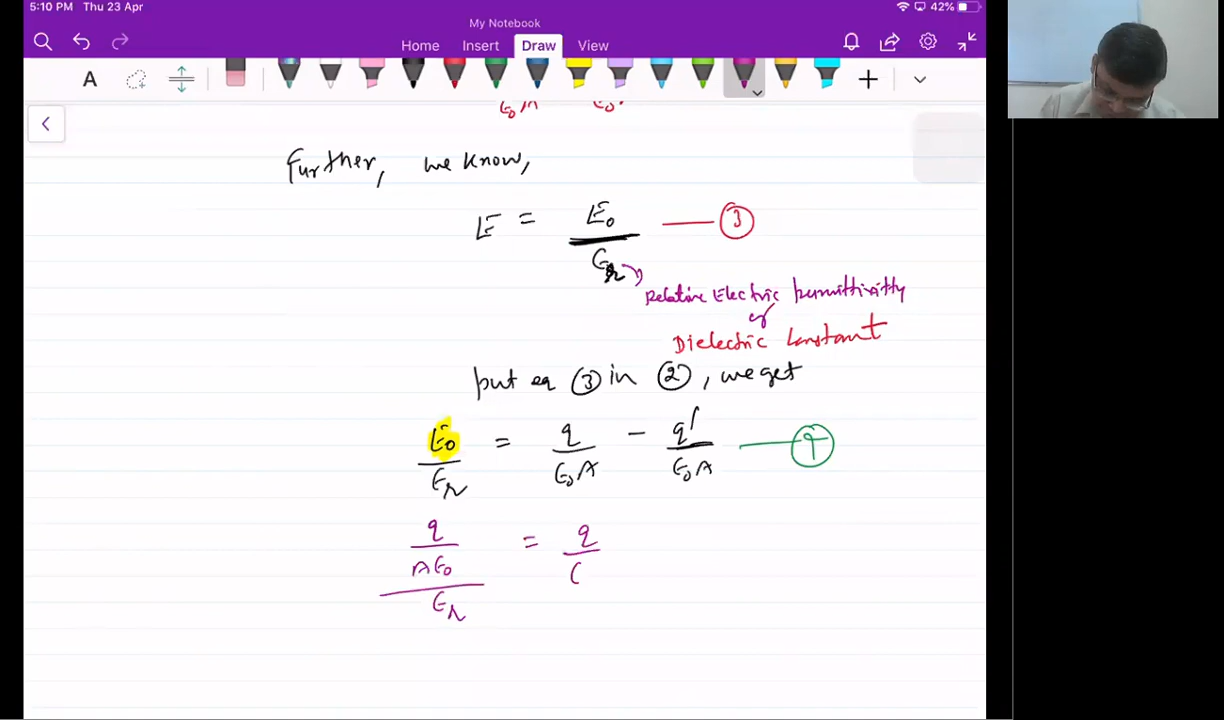 5:10 PM Thu 23 Apr 42%
My Notebook
Home Insert Draw View
A
ϵ₀A ϵ₀
Further, we know,
E = E₀/ϵr — ③
Relative Electric permittivitty
or
Dielectric Constant
put eq ③ in ②, we get
E₀/ϵr = q/ϵ₀A − q'/ϵ₀A — ④
(q/Aϵ₀)/ϵr = q/(